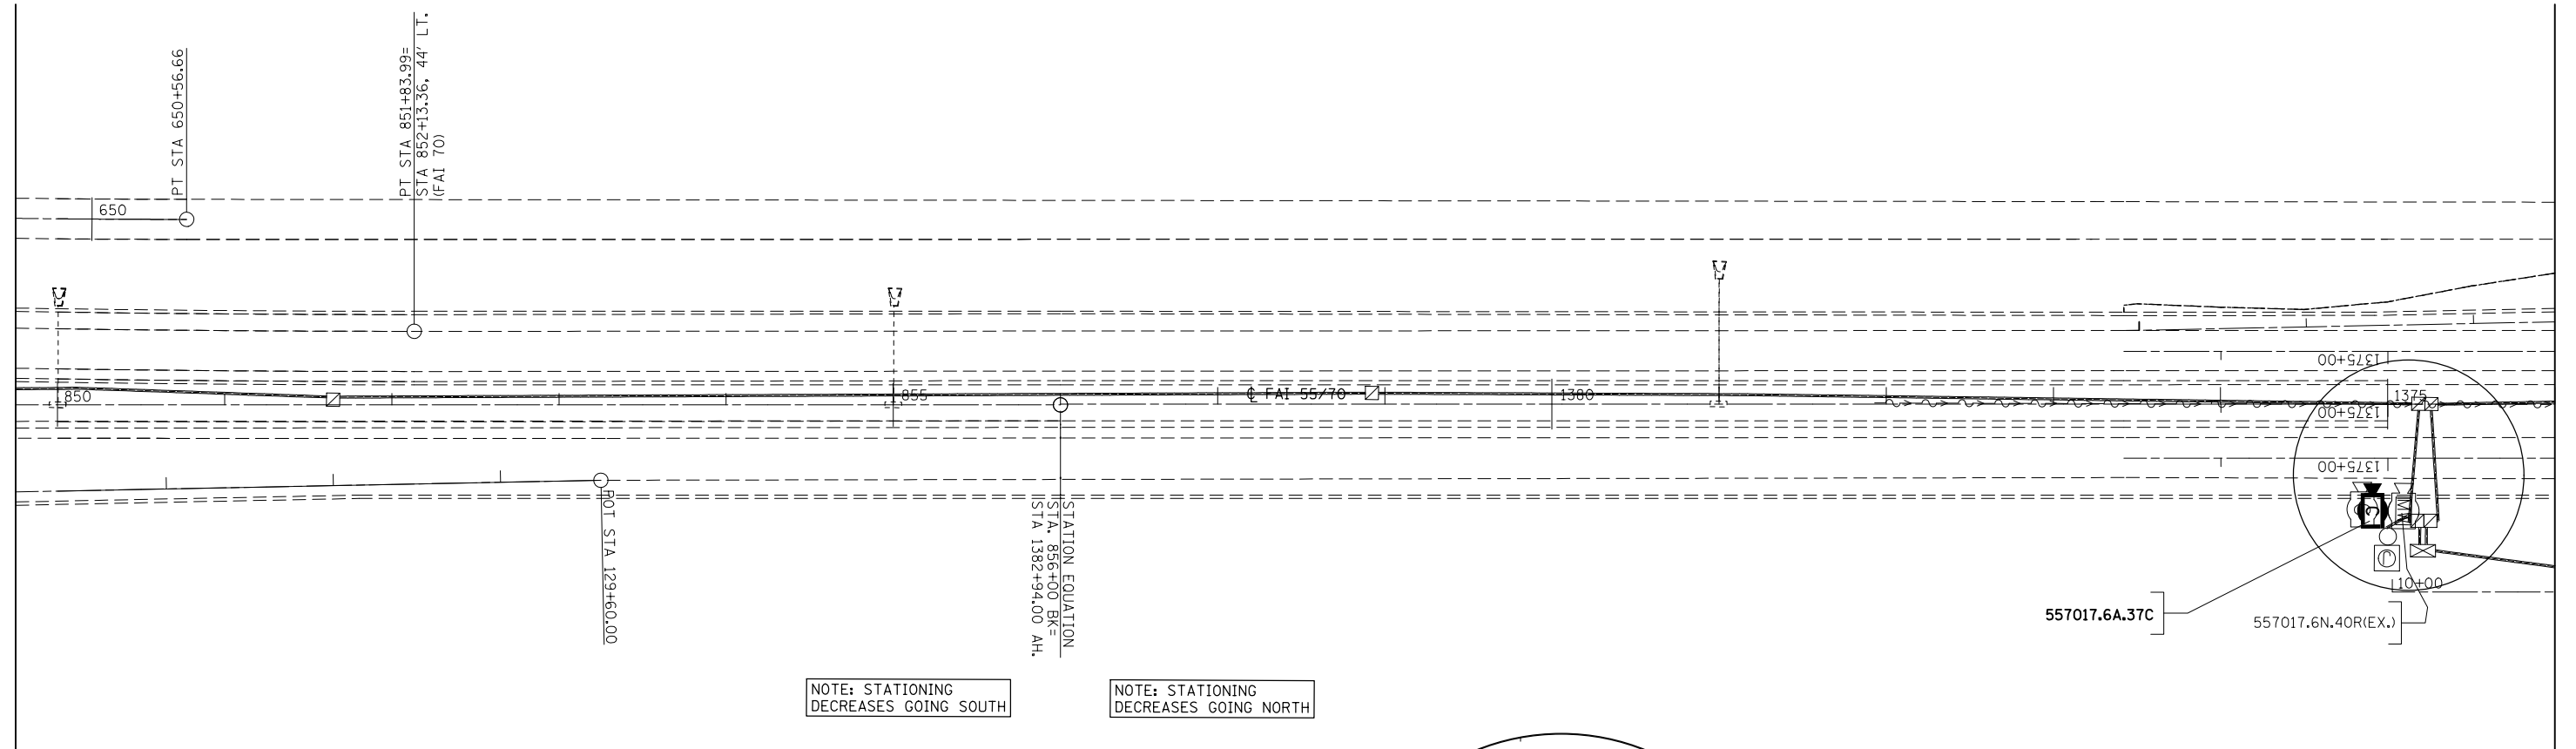 PT STA 650+56.66
PT STA 851+83.99=
STA 852+13.36, 44' LT.
(FAI 70)
650
850
855
℄ FAI 55/70
1380
1375+00
1375
1375+00
1375+00
POT STA 129+60.00
STATION EQUATION
STA. 856+00 BK=
STA 1382+94.00 AH.
10+00
557017.6A.37C
557017.6N.40R(EX.)
NOTE: STATIONING
DECREASES GOING SOUTH
NOTE: STATIONING
DECREASES GOING NORTH